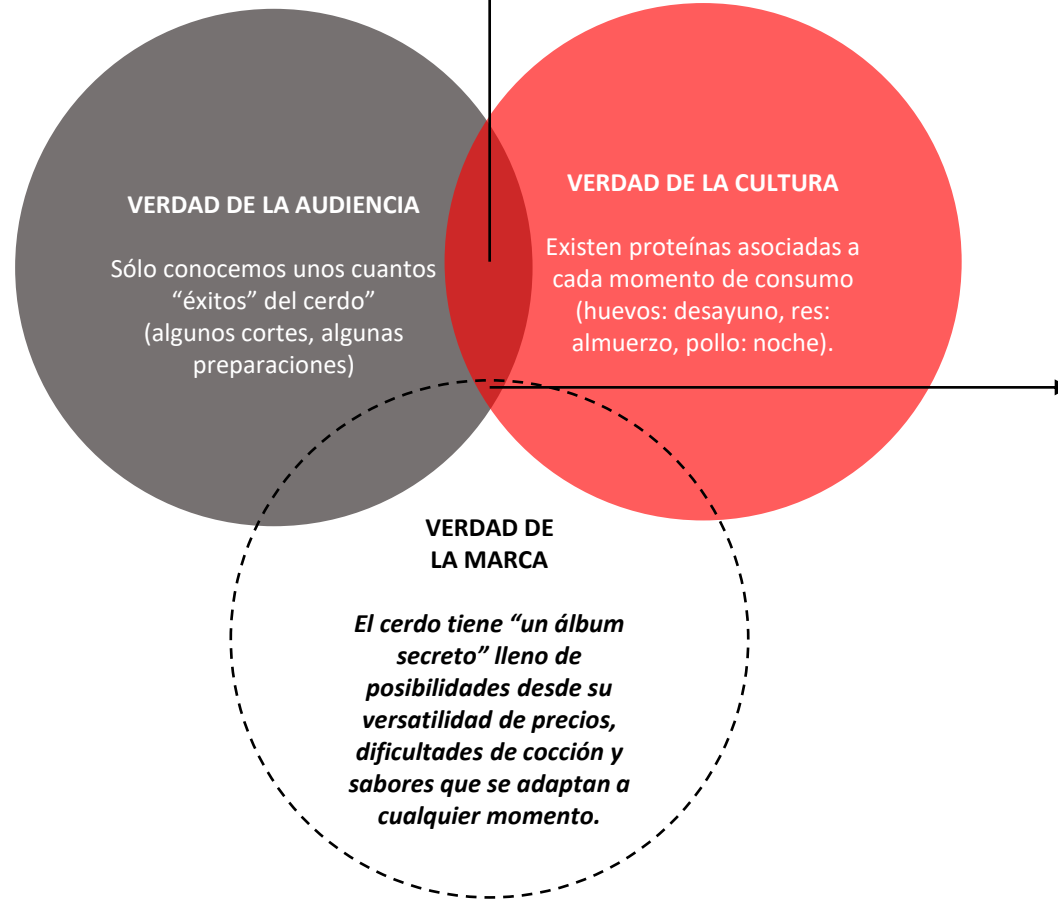 VERDAD DE LA AUDIENCIA
Sólo conocemos unos cuantos
“éxitos” del cerdo”
(algunos cortes, algunas
preparaciones)
VERDAD DE LA CULTURA
Existen proteínas asociadas a
cada momento de consumo
(huevos: desayuno, res:
almuerzo, pollo: noche).
VERDAD DE
LA MARCA
El cerdo tiene “un álbum
secreto” lleno de
posibilidades desde su
versatilidad de precios,
dificultades de cocción y
sabores que se adaptan a
cualquier momento.